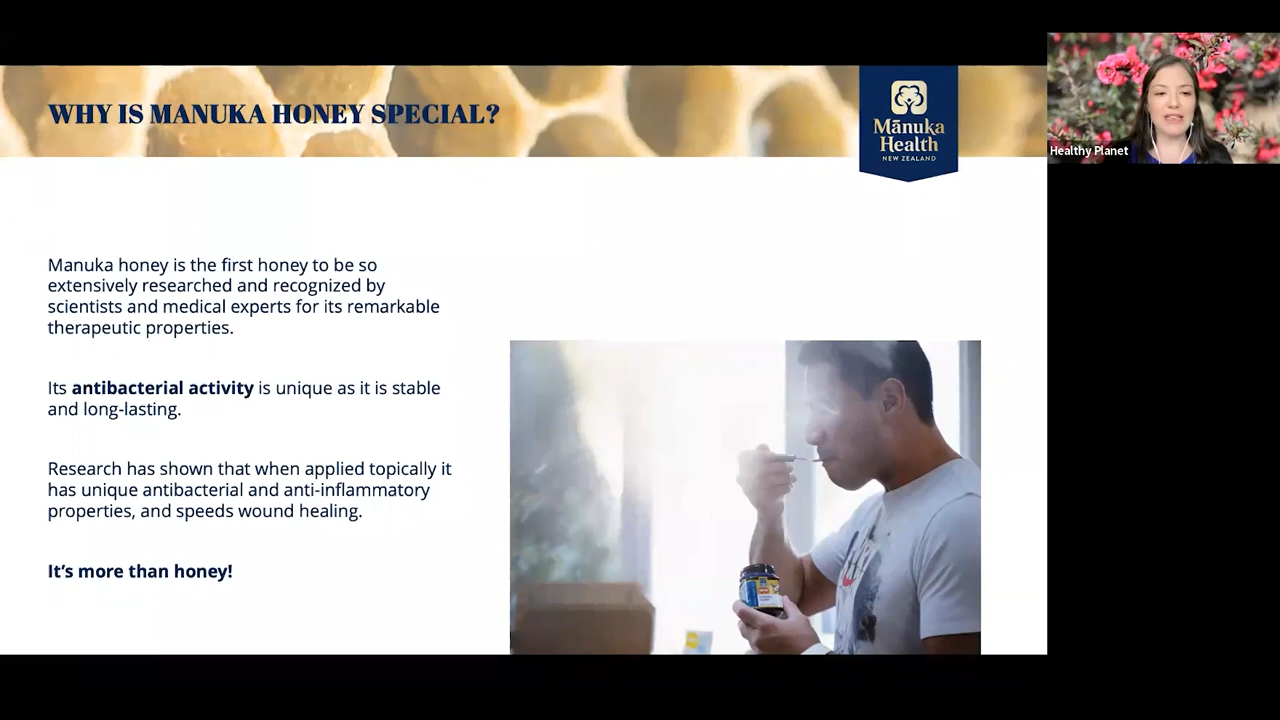 WHY IS MANUKA HONEY SPECIAL?
Mānuka
Health
NEW ZEALAND
Healthy Planet
Manuka honey is the first honey to be so
extensively researched and recognized by
scientists and medical experts for its remarkable
therapeutic properties.
Its antibacterial activity is unique as it is stable
and long-lasting.
Research has shown that when applied topically it
has unique antibacterial and anti-inflammatory
properties, and speeds wound healing.
It's more than honey!